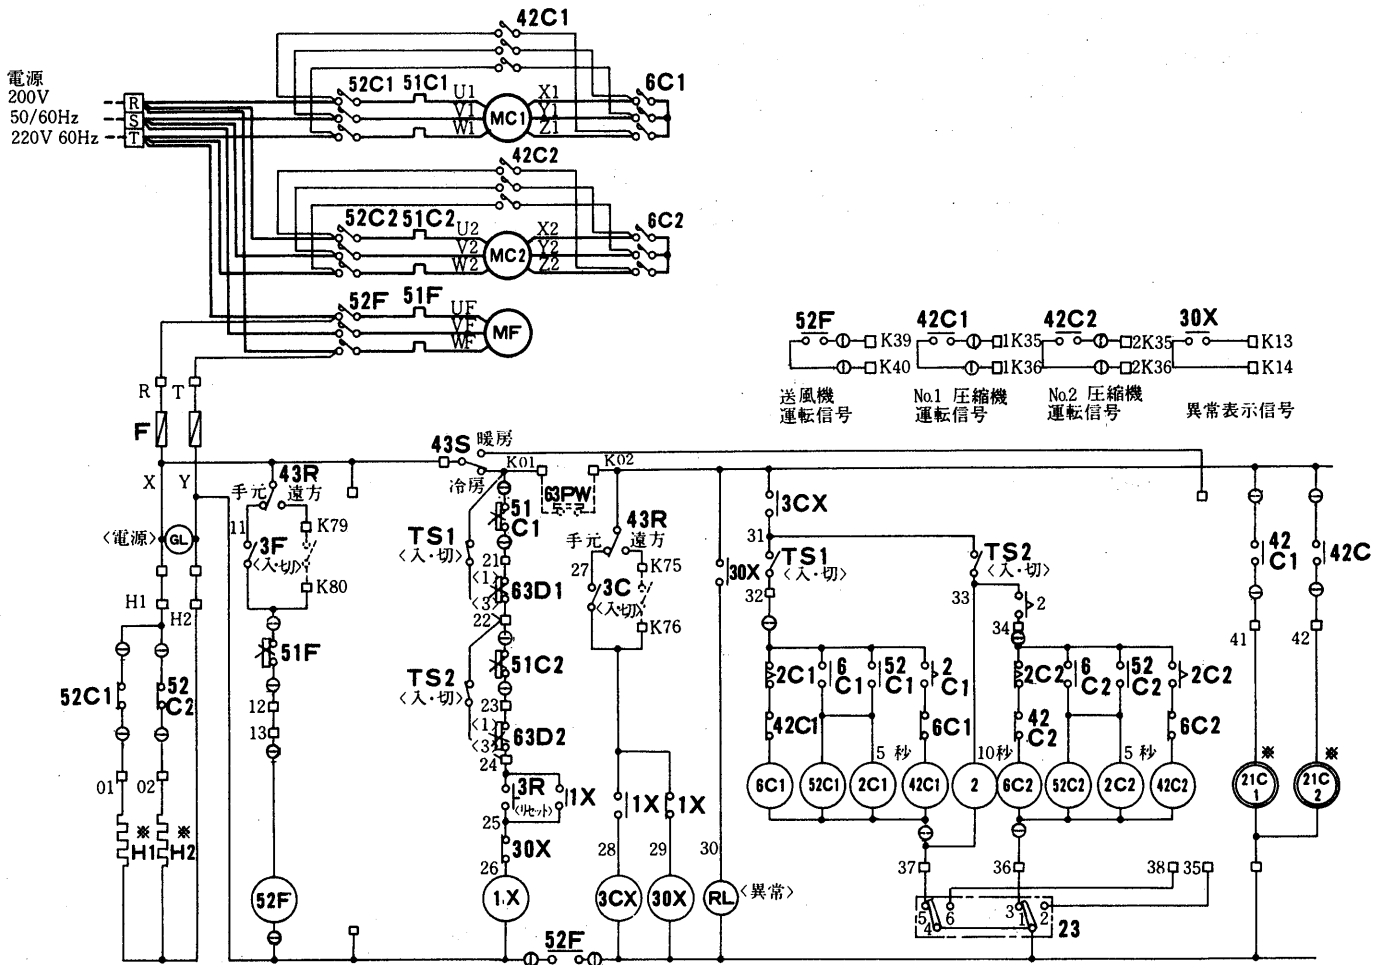 42C1
電源
200V
50/60Hz
220V 60Hz
R
S
T
52C1
51C1
U1
V1
W1
MC1
X1
Y1
Z1
6C1
42C2
52C2
51C2
U2
V2
W2
MC2
X2
Y2
Z2
6C2
52F
51F
UF
VF
WF
MF
52F
K39
K40
送風機
運転信号
42C1
1K35
1K36
No.1 圧縮機
運転信号
42C2
2K35
2K36
No.2 圧縮機
運転信号
30X
K13
K14
異常表示信号
R
T
F
X
Y
43S
暖房
冷房
K01
K02
63PW
43R
手元
遠方
11
K79
3F
〈入・切〉
K80
〈電源〉
GL
H1
H2
51F
12
13
52F
52C1
52
C2
01
02
※
H1
※
H2
51
C1
TS1
〈入・切〉
21
〈1〉
63D1
〈3〉
22
51C2
TS2
〈入・切〉
23
〈1〉
63D2
〈3〉
24
3R
〈リセット〉
1X
25
30X
26
1X
52F
43R
手元
遠方
27
K75
3C
〈入・切〉
K76
1X
1X
28
29
30
3CX
30X
RL
〈異常〉
30X
3CX
31
TS1
〈入・切〉
32
TS2
〈入・切〉
33
2
34
2C1
6
C1
52
C1
2
C1
42C1
6C1
5秒
10秒
6C1
52C1
2C1
42C1
2
2C2
6
C2
52
C2
2C2
42
C2
6C2
5秒
6C2
52C2
2C2
42C2
37
36
38
35
5
6
4
3
1
2
23
42
C1
42C
41
42
※
21C
1
※
21C
2